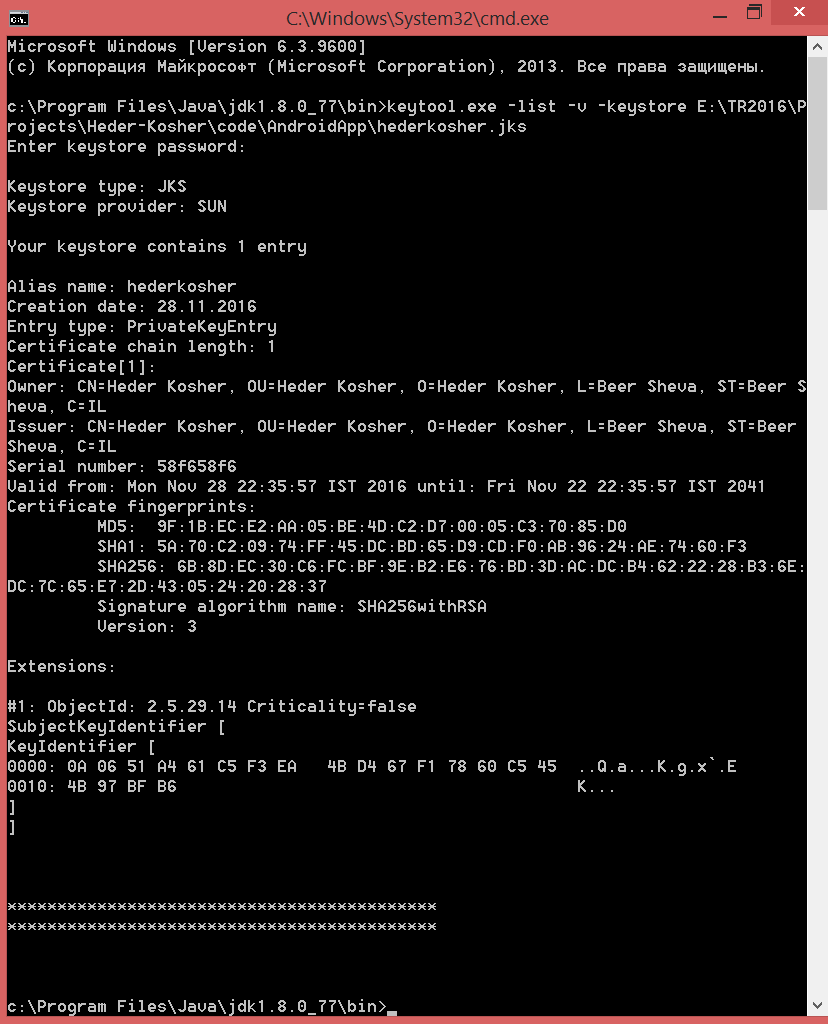 C:\Windows\System32\cmd.exe
Microsoft Windows [Version 6.3.9600]
(c) Корпорация Майкрософт (Microsoft Corporation), 2013. Все права защищены.
c:\Program Files\Java\jdk1.8.0_77\bin>keytool.exe -list -v -keystore E:\TR2016\P
rojects\Heder-Kosher\code\AndroidApp\hederkosher.jks
Enter keystore password:
Keystore type: JKS
Keystore provider: SUN
Your keystore contains 1 entry
Alias name: hederkosher
Creation date: 28.11.2016
Entry type: PrivateKeyEntry
Certificate chain length: 1
Certificate[1]:
Owner: CN=Heder Kosher, OU=Heder Kosher, O=Heder Kosher, L=Beer Sheva, ST=Beer S
heva, C=IL
Issuer: CN=Heder Kosher, OU=Heder Kosher, O=Heder Kosher, L=Beer Sheva, ST=Beer
Sheva, C=IL
Serial number: 58f658f6
Valid from: Mon Nov 28 22:35:57 IST 2016 until: Fri Nov 22 22:35:57 IST 2041
Certificate fingerprints:
MD5:  9F:1B:EC:E2:AA:05:BE:4D:C2:D7:00:05:C3:70:85:D0
SHA1: 5A:70:C2:09:74:FF:45:DC:BD:65:D9:CD:F0:AB:96:24:AE:74:60:F3
SHA256: 6B:8D:EC:30:C6:FC:BF:9E:B2:E6:76:BD:3D:AC:DC:B4:62:22:28:B3:6E:
DC:7C:65:E7:2D:43:05:24:20:28:37
Signature algorithm name: SHA256withRSA
Version: 3
Extensions:
#1: ObjectId: 2.5.29.14 Criticality=false
SubjectKeyIdentifier [
KeyIdentifier [
0000: 0A 06 51 A4 61 C5 F3 EA   4B D4 67 F1 78 60 C5 45  ..Q.a...K.g.x`.E
0010: 4B 97 BF B6                                        K...
]
]
*******************************************
*******************************************
c:\Program Files\Java\jdk1.8.0_77\bin>_